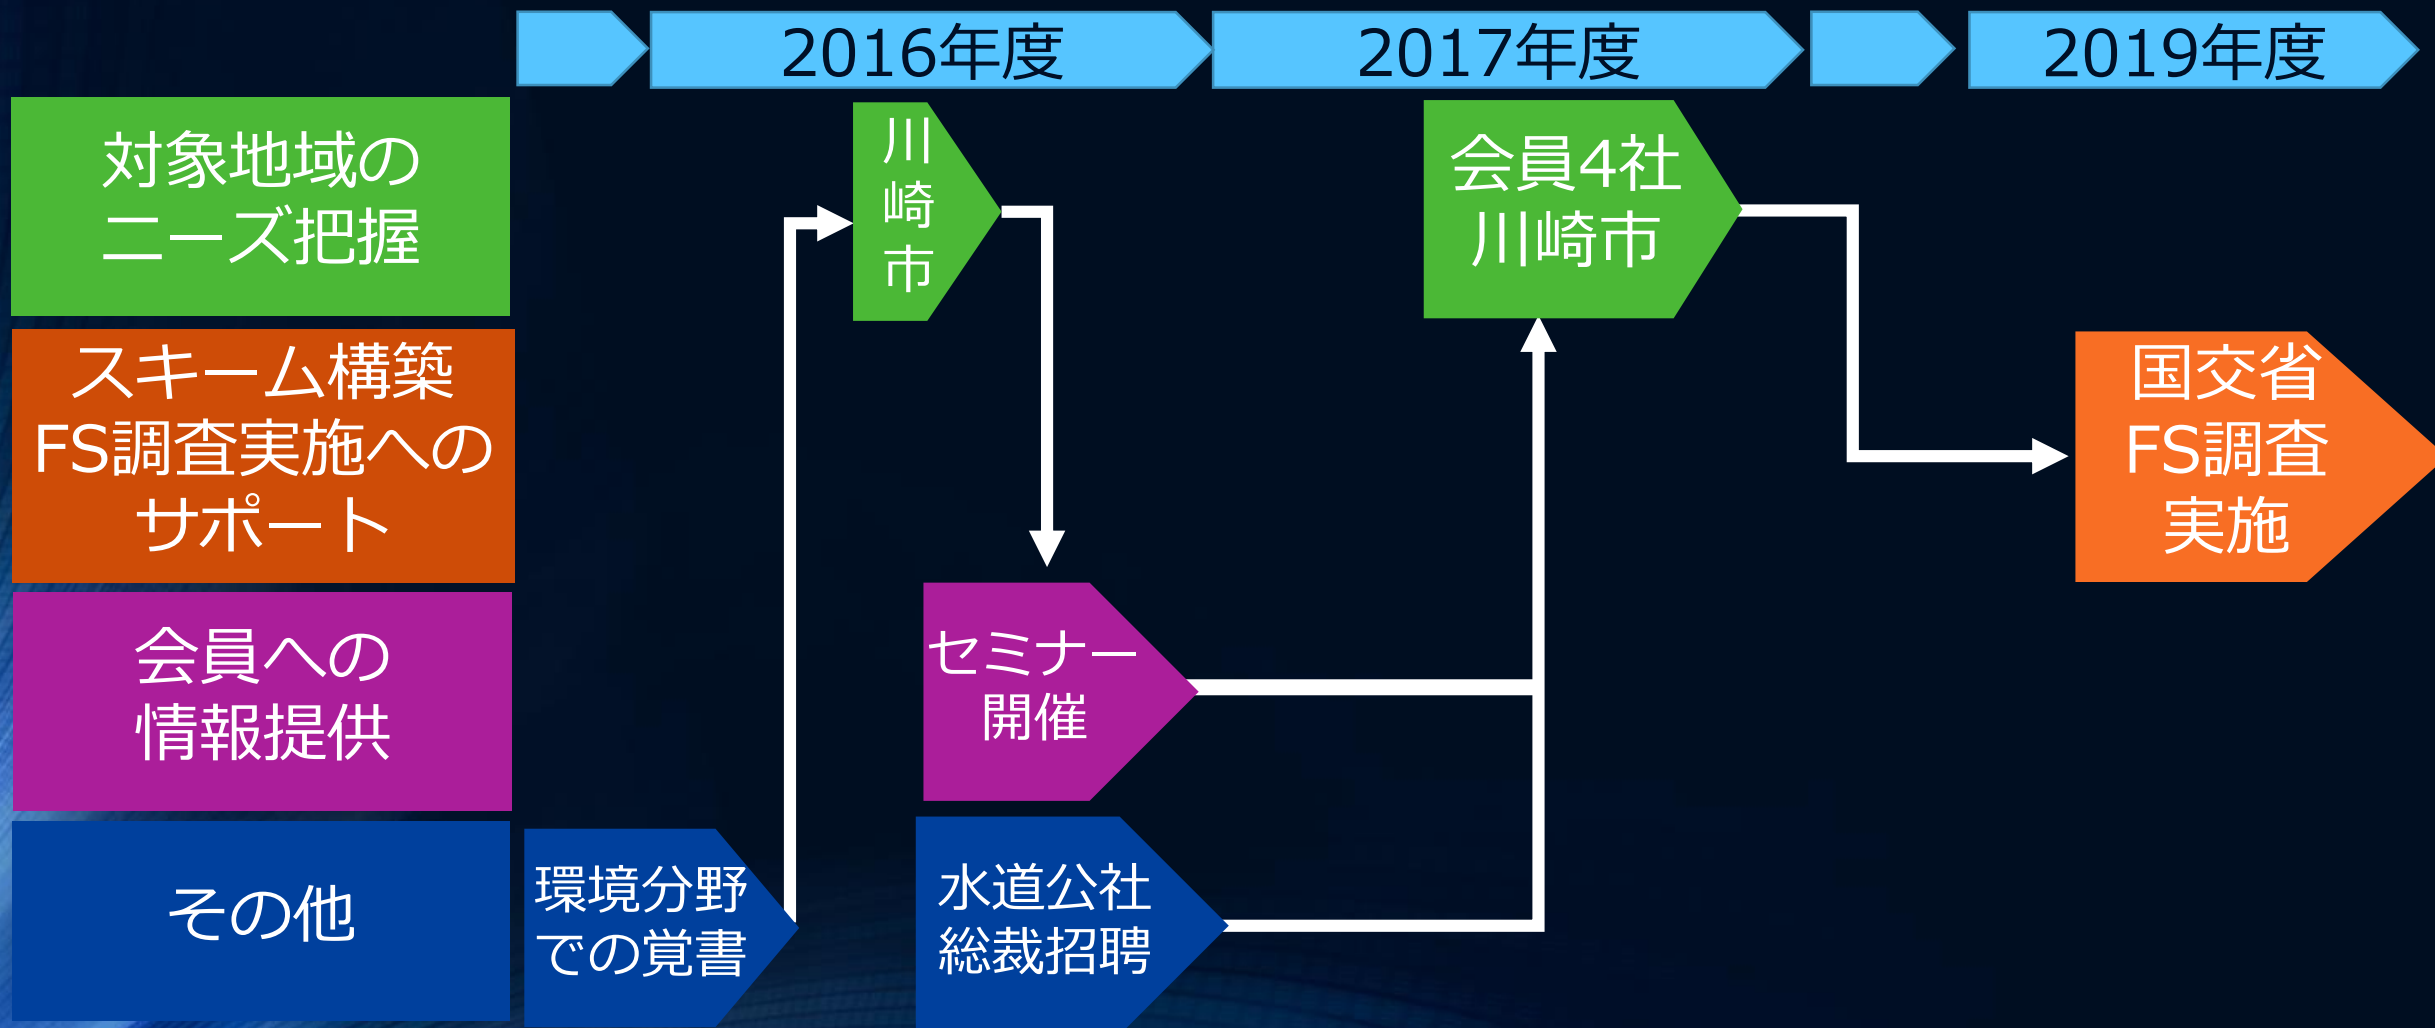 2016年度
2017年度
2019年度
対象地域の
ニーズ把握
川
崎
市
会員4社
川崎市
スキーム構築
FS調査実施への
サポート
国交省
FS調査
実施
会員への
情報提供
セミナー
開催
その他
環境分野
での覚書
水道公社
総裁招聘